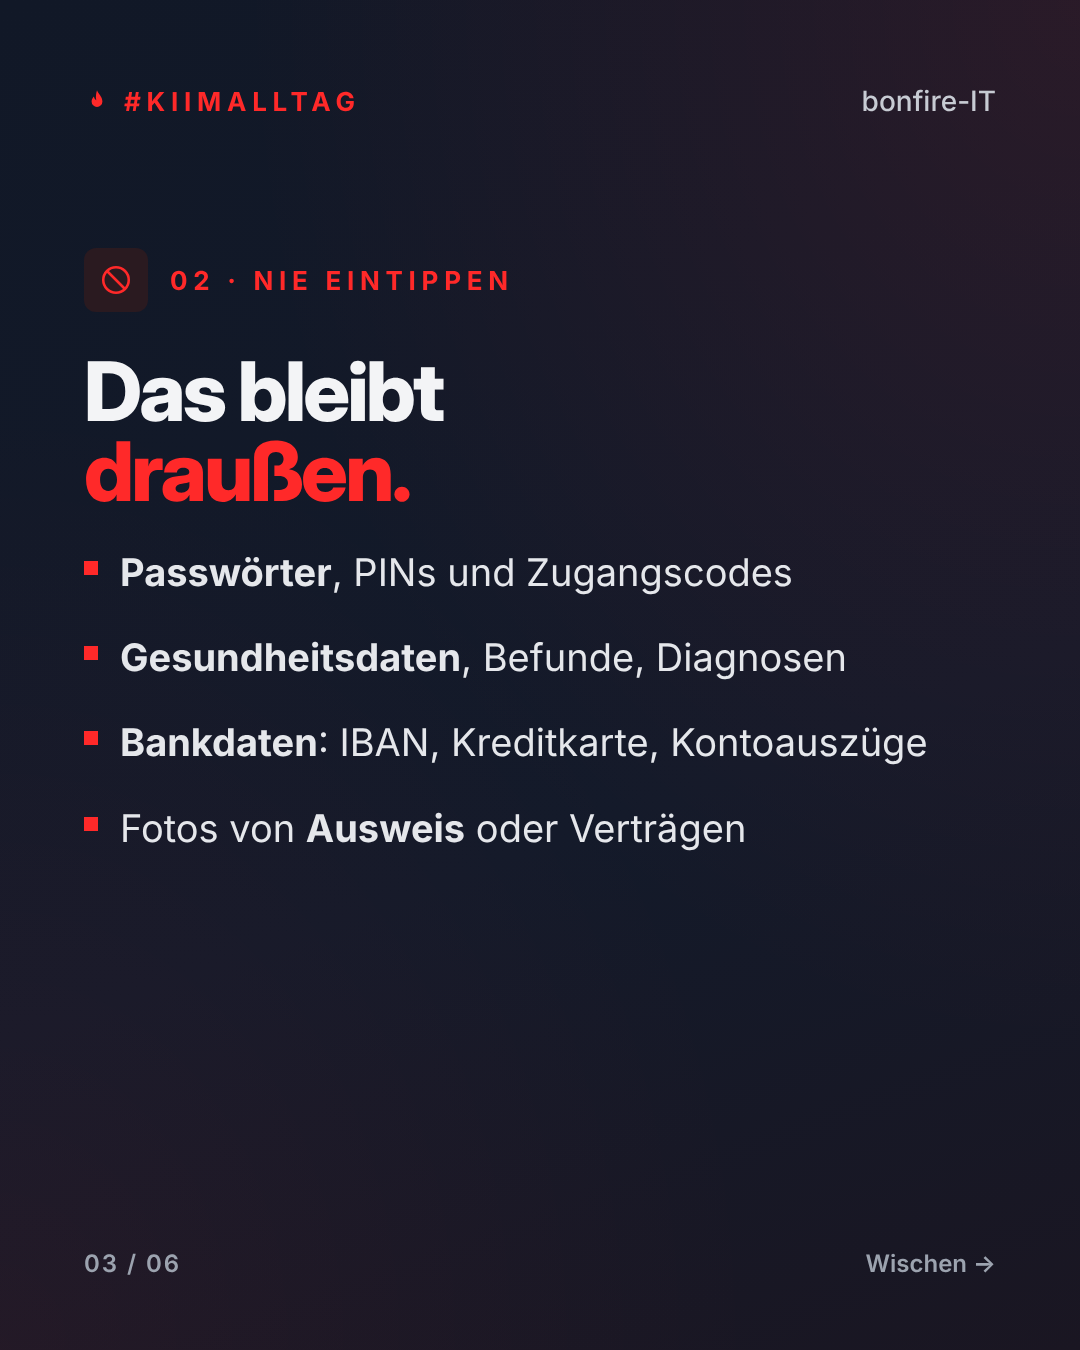 #KIIMALLTAG
bonfire-IT
02 · NIE EINTIPPEN
Das bleibt
draußen.
Passwörter, PINs und Zugangscodes
Gesundheitsdaten, Befunde, Diagnosen
Bankdaten: IBAN, Kreditkarte, Kontoauszüge
Fotos von Ausweis oder Verträgen
03 / 06
Wischen →